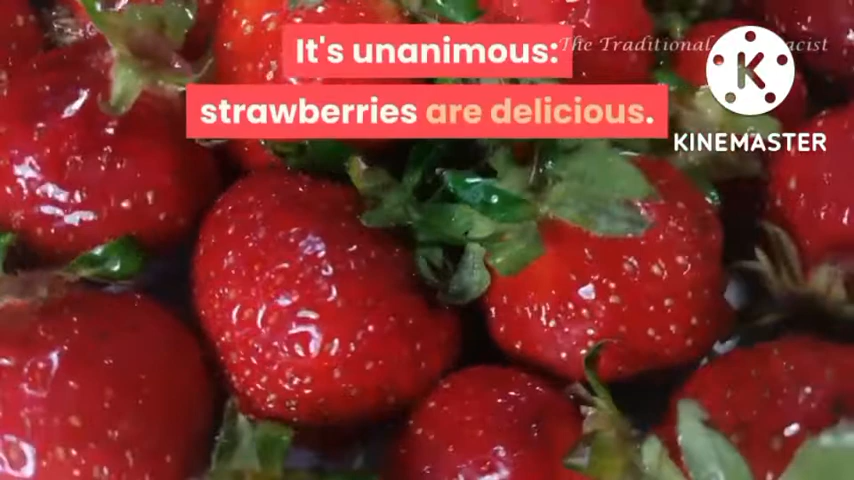 It's unanimous:
strawberries are delicious.
The Traditional
KINEMASTER